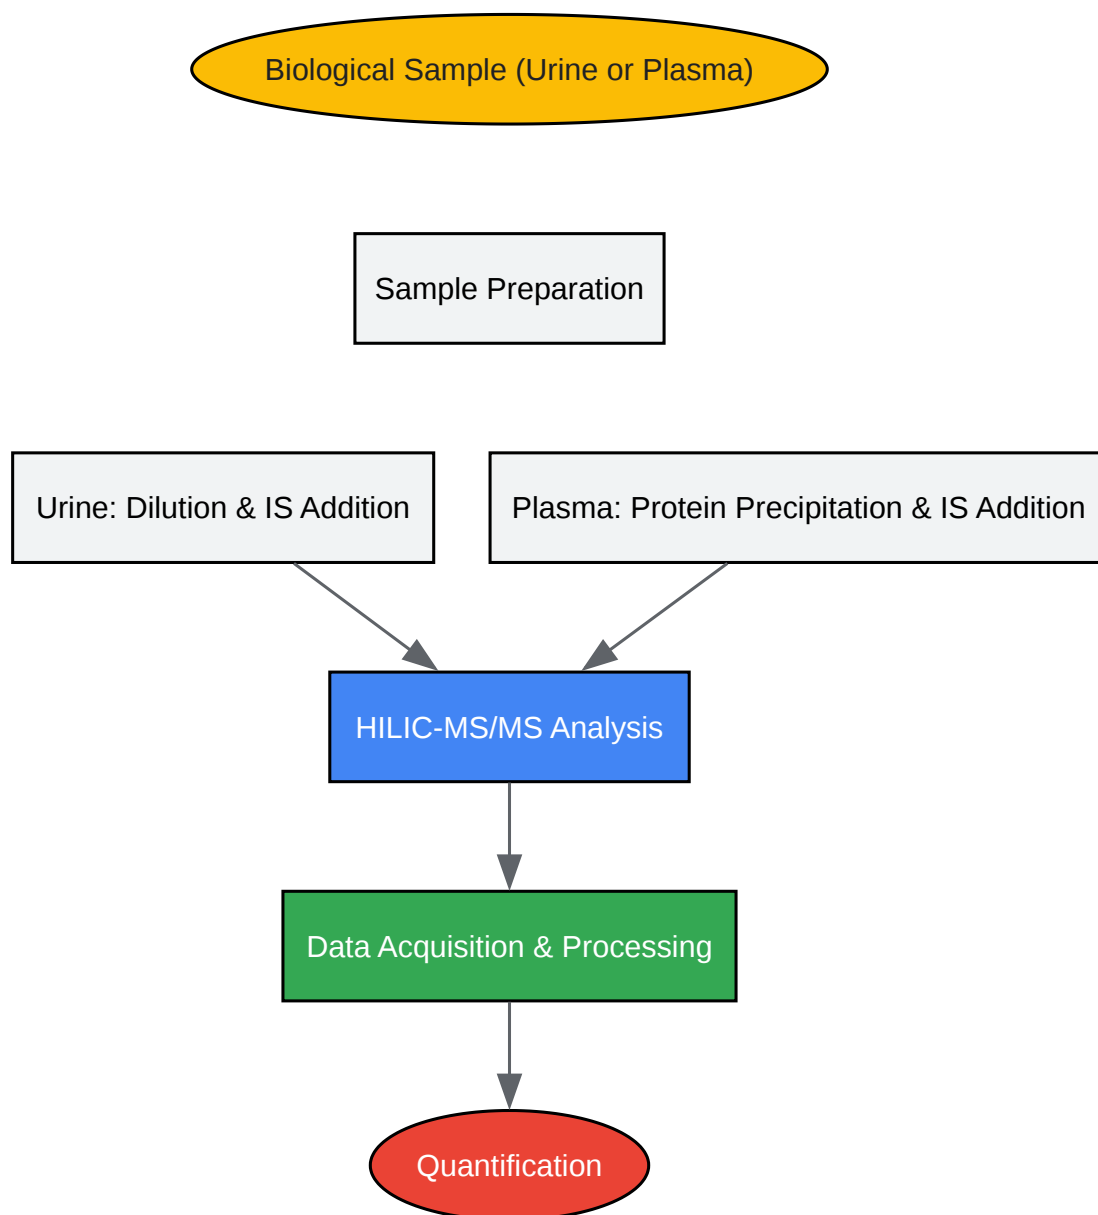 Biological Sample (Urine or Plasma)
Sample Preparation
Urine: Dilution & IS Addition
Plasma: Protein Precipitation & IS Addition
HILIC-MS/MS Analysis
Data Acquisition & Processing
Quantification